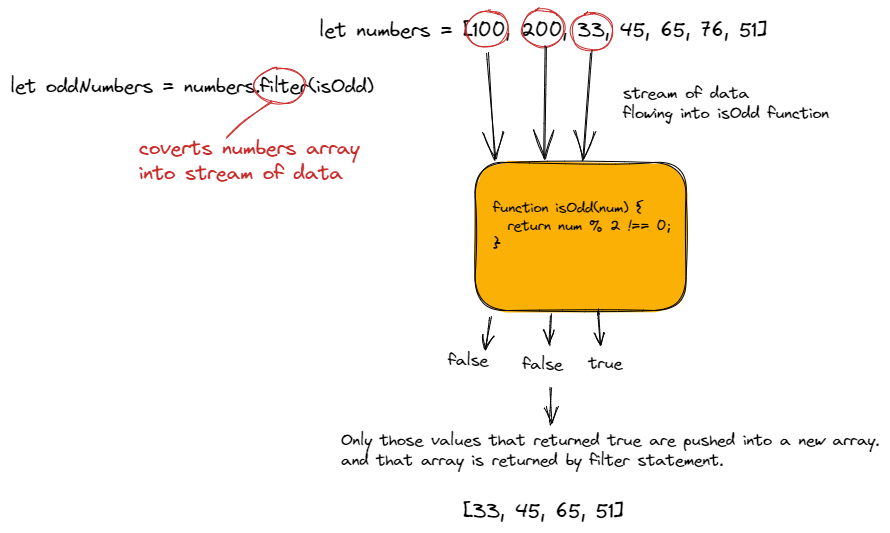 let numbers = [100, 200, 33, 45, 65, 76, 51]
let oddNumbers = numbers.filter(isOdd)
stream of data
flowing into isOdd function
coverts numbers array
into stream of data
function isOdd(num) {
return num % 2 !== 0;
}
false
false
true
Only those values that returned true are pushed into a new array.
and that array is returned by filter statement.
[33, 45, 65, 51]